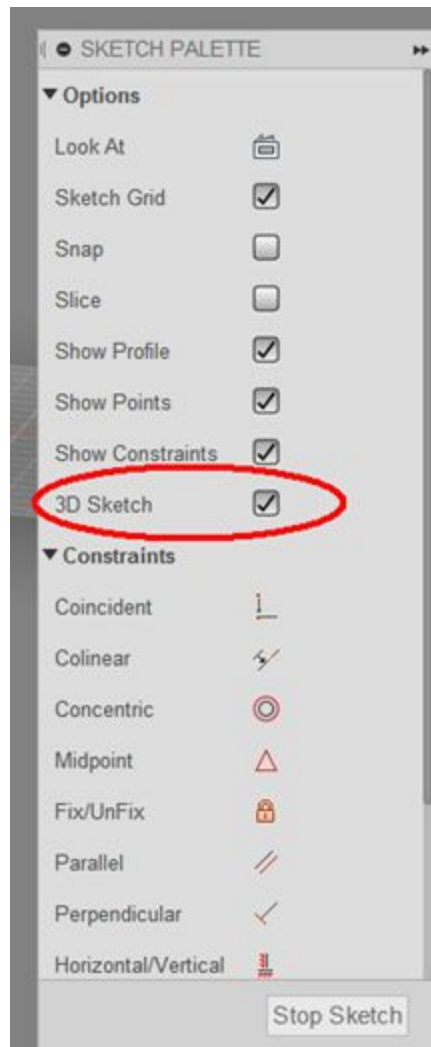 SKETCH PALETTE
Options
Look At
Sketch Grid
Snap
Slice
Show Profile
Show Points
Show Constraints
3D Sketch
Constraints
Coincident
Colinear
Concentric
Midpoint
Fix/UnFix
Parallel
Perpendicular
Horizontal/Vertical
Stop Sketch